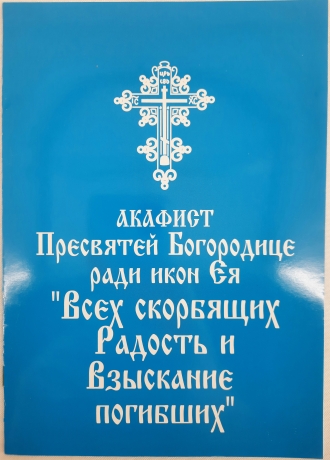 АКАФИСТ
Пресвятей Богородице
ради икон Ея
"Всех скорбящих
Радость и
Взыскание
погибших"